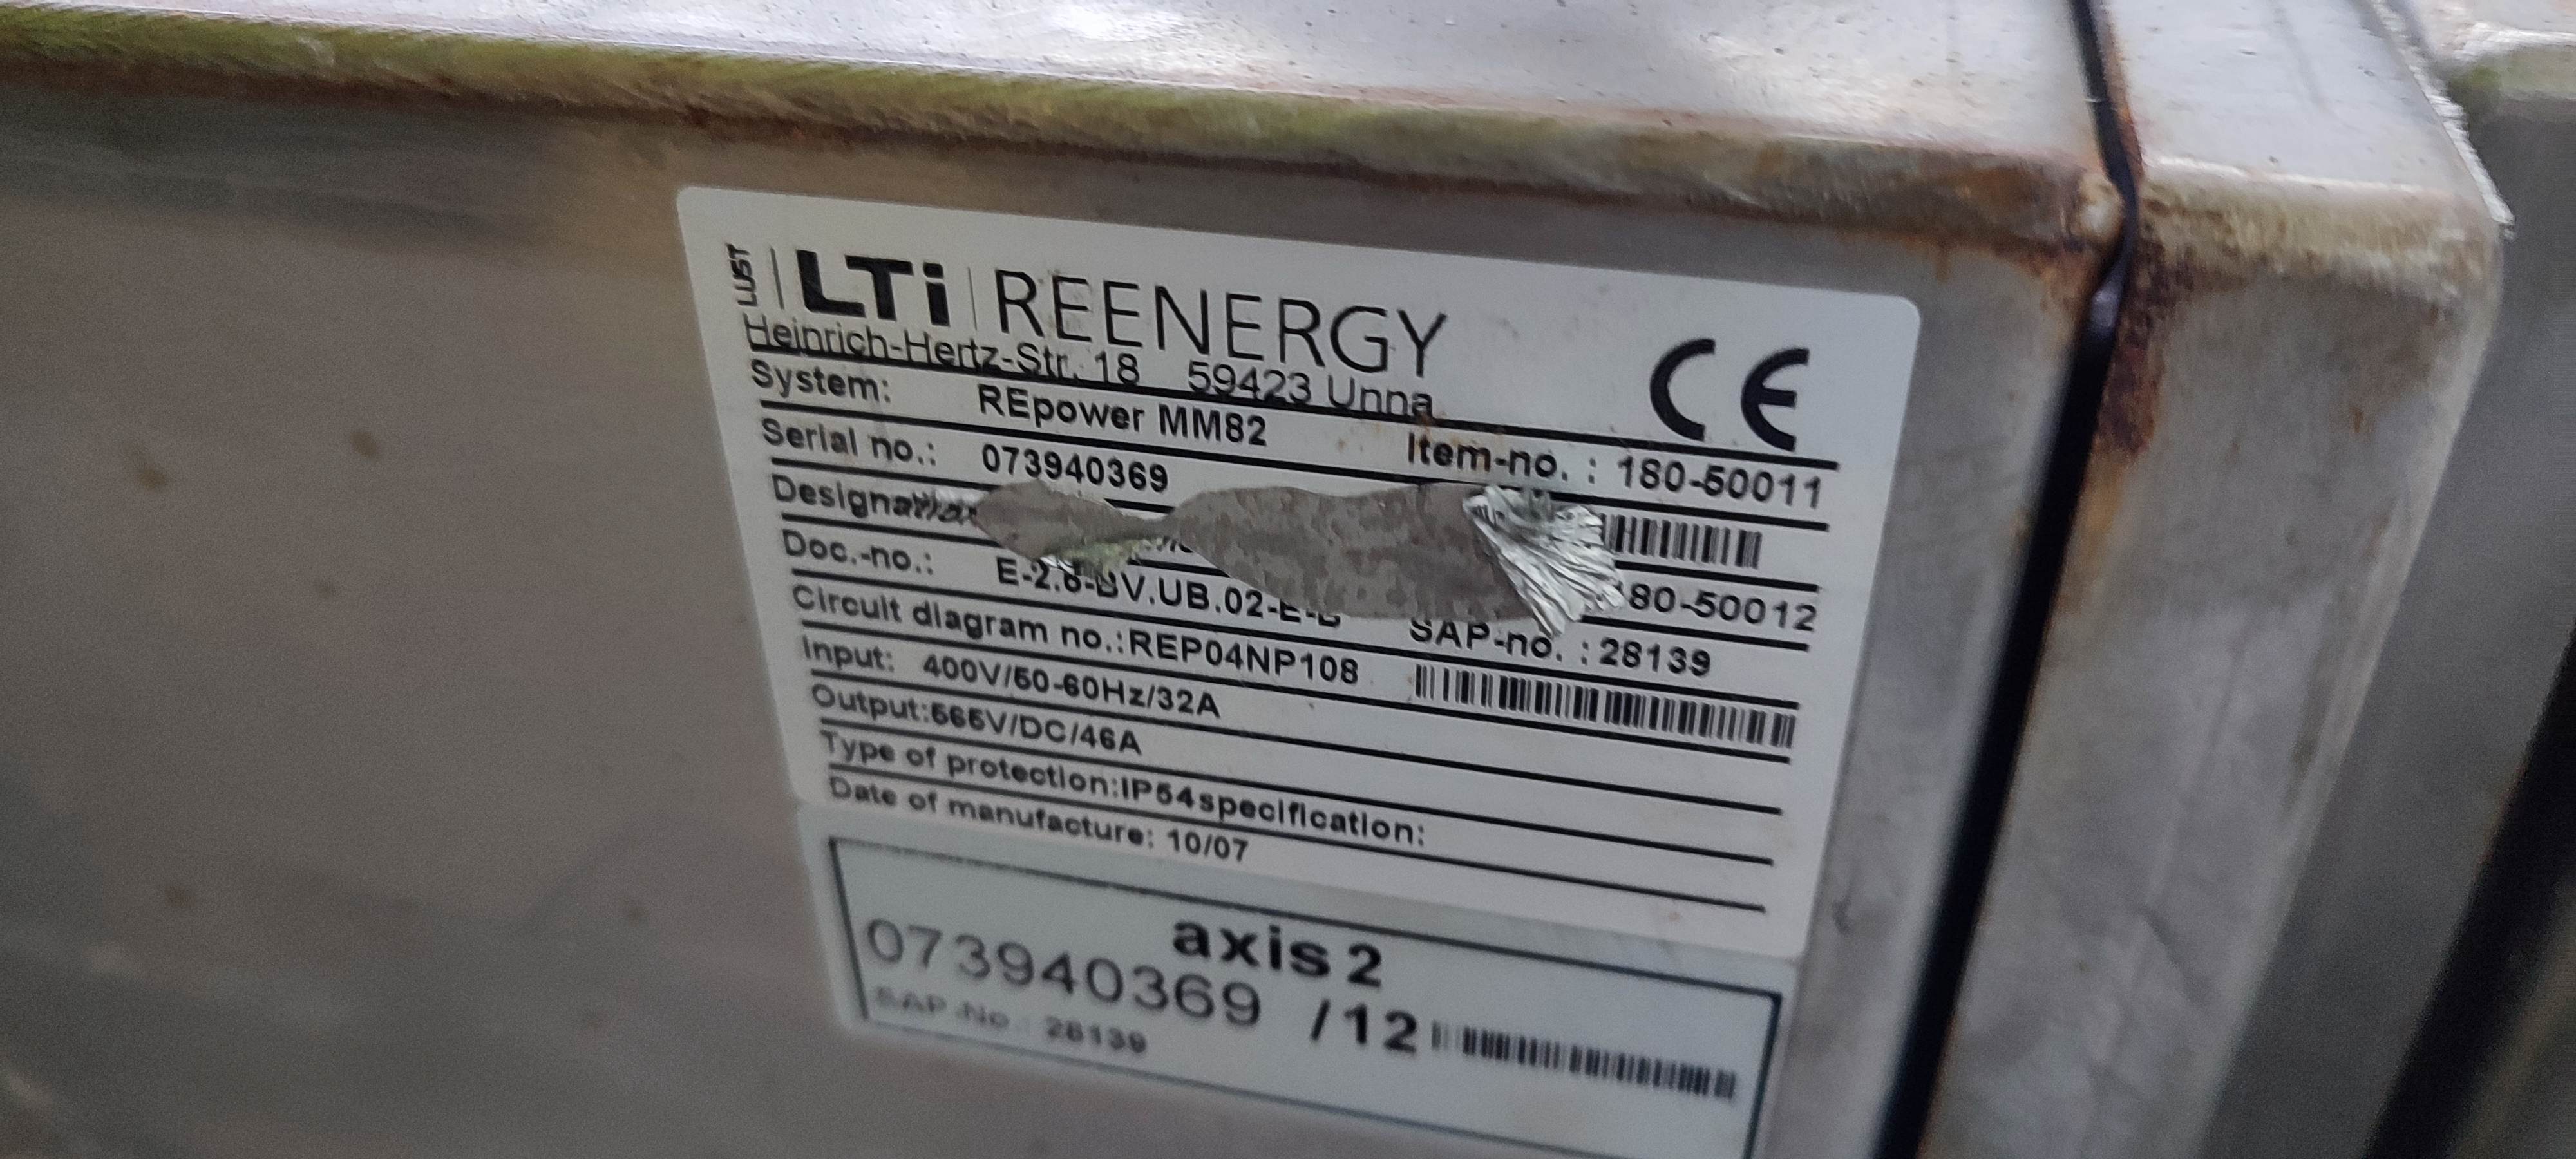 LUST LTi REENERGY
Heinrich-Hertz-Str. 18 59423 Unna
CE
System: REpower MM82 Item-no. : 180-50011
Serial no.: 073940369
80-50012
Doc.-no.: SAP-no. : 28139
Circuit diagram no.:REP04NP108
Input: 400V/50-60Hz/32A
Output:565V/DC/46A
Type of protection:IP54specification:
Date of manufacture: 10/07
axis 2
073940369 /12
SAP-No.: 28139